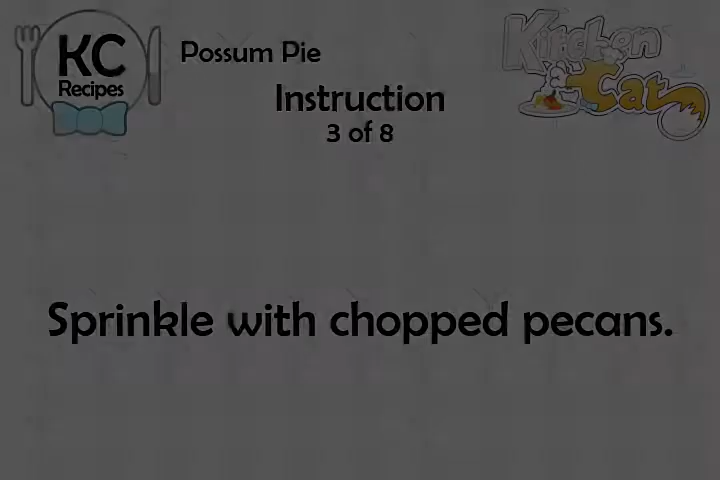 KC
Recipes
Possum Pie
Kitchen
Cat
Instruction
3 of 8
Sprinkle with chopped pecans.